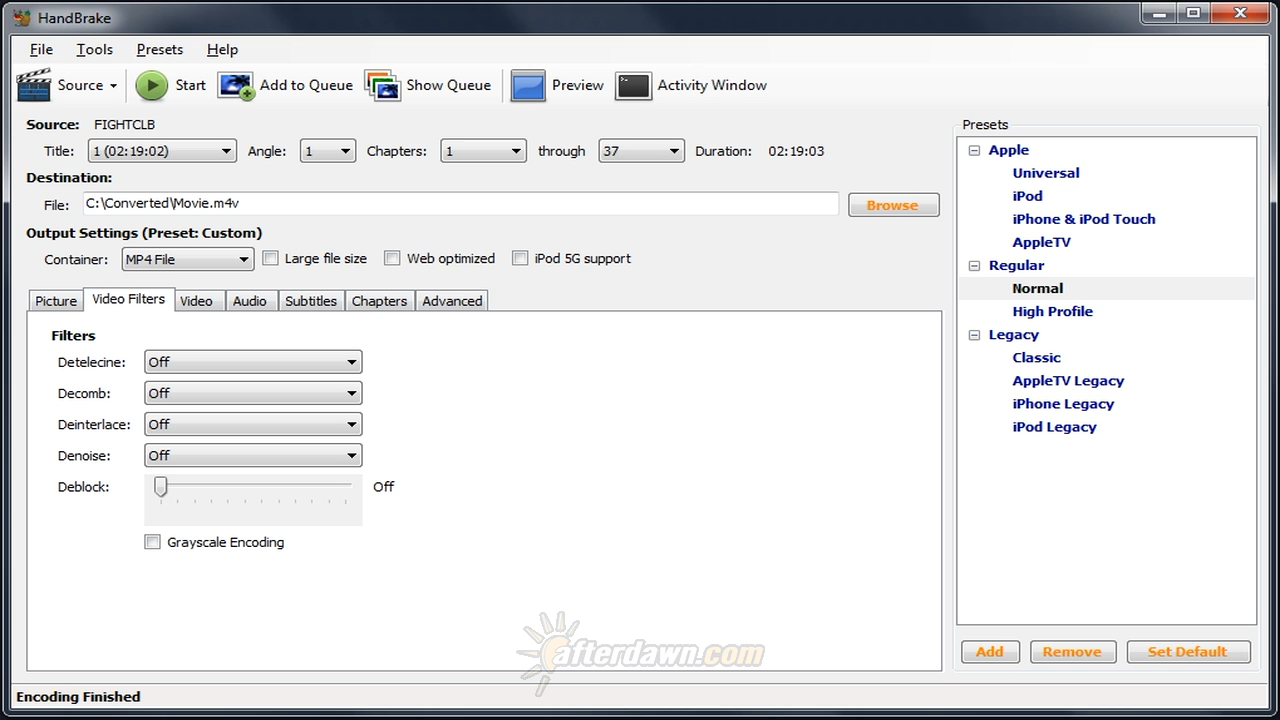 HandBrake
File Tools Presets Help
Source Start Add to Queue Show Queue Preview Activity Window
Source: FIGHTCLB
Title: 1 (02:19:02) Angle: 1 Chapters: 1 through 37 Duration: 02:19:03
Destination:
File: C:\Converted\Movie.m4v Browse
Output Settings (Preset: Custom)
Container: MP4 File Large file size Web optimized iPod 5G support
Picture Video Filters Video Audio Subtitles Chapters Advanced
Filters
Detelecine: Off
Decomb: Off
Deinterlace: Off
Denoise: Off
Deblock: Off
Grayscale Encoding
Presets
Apple
Universal
iPod
iPhone & iPod Touch
AppleTV
Regular
Normal
High Profile
Legacy
Classic
AppleTV Legacy
iPhone Legacy
iPod Legacy
Add Remove Set Default
afterdawn.com
Encoding Finished